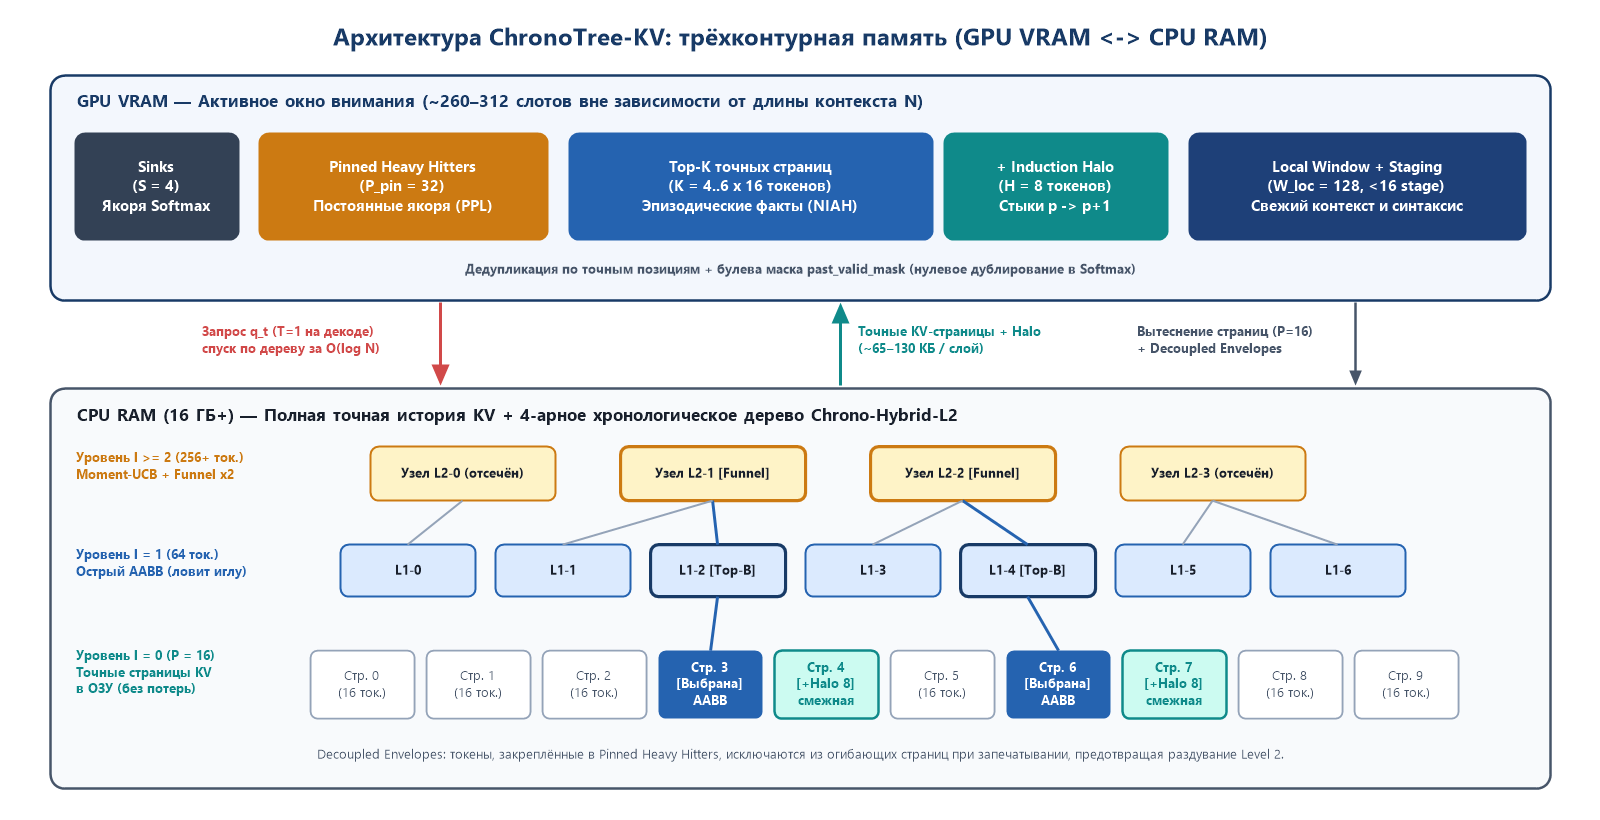 Архитектура ChronoTree-KV: трёхконтурная память (GPU VRAM <-> CPU RAM)
GPU VRAM — Активное окно внимания (~260–312 слотов вне зависимости от длины контекста N)
Sinks
(S = 4)
Якоря Softmax
Pinned Heavy Hitters
(P_pin = 32)
Постоянные якоря (PPL)
Top-K точных страниц
(K = 4..6 x 16 токенов)
Эпизодические факты (NIAH)
+ Induction Halo
(H = 8 токенов)
Стыки p -> p+1
Local Window + Staging
(W_loc = 128, <16 stage)
Свежий контекст и синтаксис
Дедупликация по точным позициям + булева маска past_valid_mask (нулевое дублирование в Softmax)
Запрос q_t (T=1 на декоде)
спуск по дереву за O(log N)
Точные KV-страницы + Halo
(~65–130 КБ / слой)
Вытеснение страниц (P=16)
+ Decoupled Envelopes
CPU RAM (16 ГБ+) — Полная точная история KV + 4-арное хронологическое дерево Chrono-Hybrid-L2
Уровень l >= 2 (256+ ток.)
Moment-UCB + Funnel x2
Узел L2-0 (отсечён)
Узел L2-1 [Funnel]
Узел L2-2 [Funnel]
Узел L2-3 (отсечён)
Уровень l = 1 (64 ток.)
Острый AABB (ловит иглу)
L1-0
L1-1
L1-2 [Top-B]
L1-3
L1-4 [Top-B]
L1-5
L1-6
Уровень l = 0 (P = 16)
Точные страницы KV
в ОЗУ (без потерь)
Стр. 0
(16 ток.)
Стр. 1
(16 ток.)
Стр. 2
(16 ток.)
Стр. 3
[Выбрана]
AABB
Стр. 4
[+Halo 8]
смежная
Стр. 5
(16 ток.)
Стр. 6
[Выбрана]
AABB
Стр. 7
[+Halo 8]
смежная
Стр. 8
(16 ток.)
Стр. 9
(16 ток.)
Decoupled Envelopes: токены, закреплённые в Pinned Heavy Hitters, исключаются из огибающих страниц при запечатывании, предотвращая раздувание Level 2.